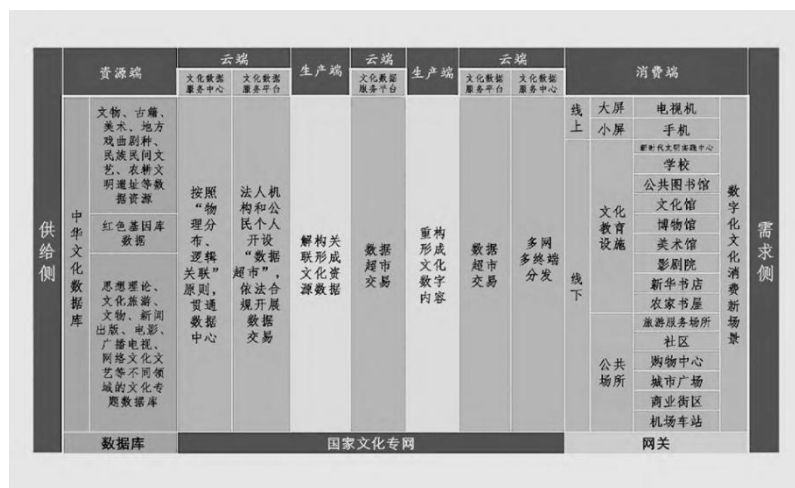 供给侧
资源端
云端
生产端
云端
生产端
云端
消费端
文化数据
服务中心
文化数据
服务平台
文化数据
服务平台
文化数据
服务平台
文化数据
服务中心
中华文化数据库
文物、古籍、
美术、地方
戏曲剧种、
民族民间文
艺、农耕文
明遗址等数
据资源
红色基因库
数据
思想理论、
文化旅游、
文物、新闻
出版、电影、
广播电视、
网络文化文
艺等不同领
域的文化专
题数据库
按照
“物
理分
布、
逻辑
关联”
原则,
贯通
数据
中心
法人机
构和公
民个人
开设
“数据
超市”,
依法合
规开展
数据
交易
解构关
联形成
文化资
源数据
数据
超市
交易
重构
形成
文化
数字
内容
数据
超市
交易
多网
多终端
分发
线上
大屏
电视机
小屏
手机
线下
文化
教育
设施
新时代文明实践中心
学校
公共图书馆
文化馆
博物馆
美术馆
影剧院
新华书店
农家书屋
公共
场所
旅游服务场所
社区
购物中心
城市广场
商业街区
机场车站
数字化文化消费新场景
需求侧
数据库
国家文化专网
网关